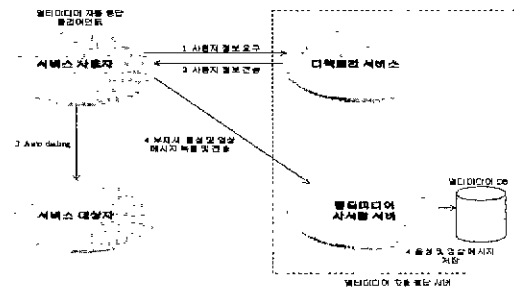 멀티미디어 자동 응답
클라이언트
서비스 사용자
1 사용자 정보 요구
2 사용자 정보 전송
디렉토리 서비스
3 Auto dialing
4 부재시 음성 및 영상
메시지 녹음 및 전송
서비스 대상자
멀티미디어
사서함 서버
멀티미디어 DB
음성 및 영상 메시지
저장
멀티미디어 자동 응답 서버